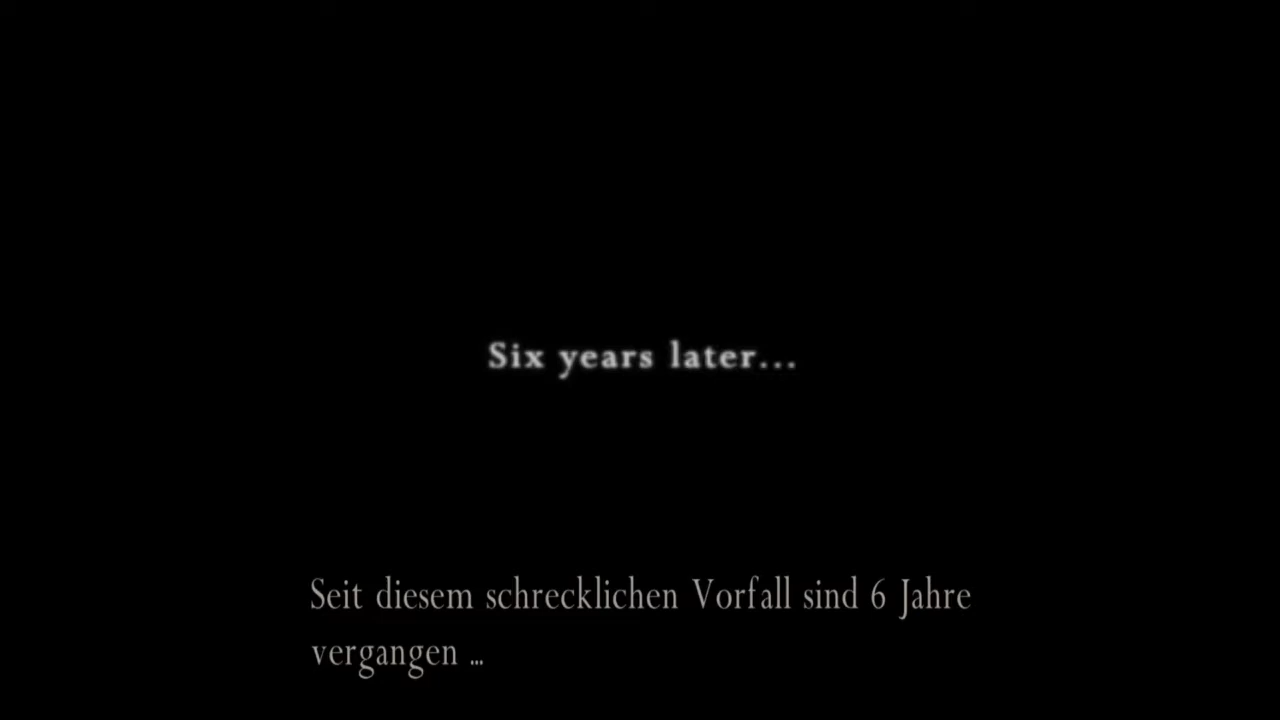 Six years later...
Seit diesem schrecklichen Vorfall sind 6 Jahre
vergangen ...